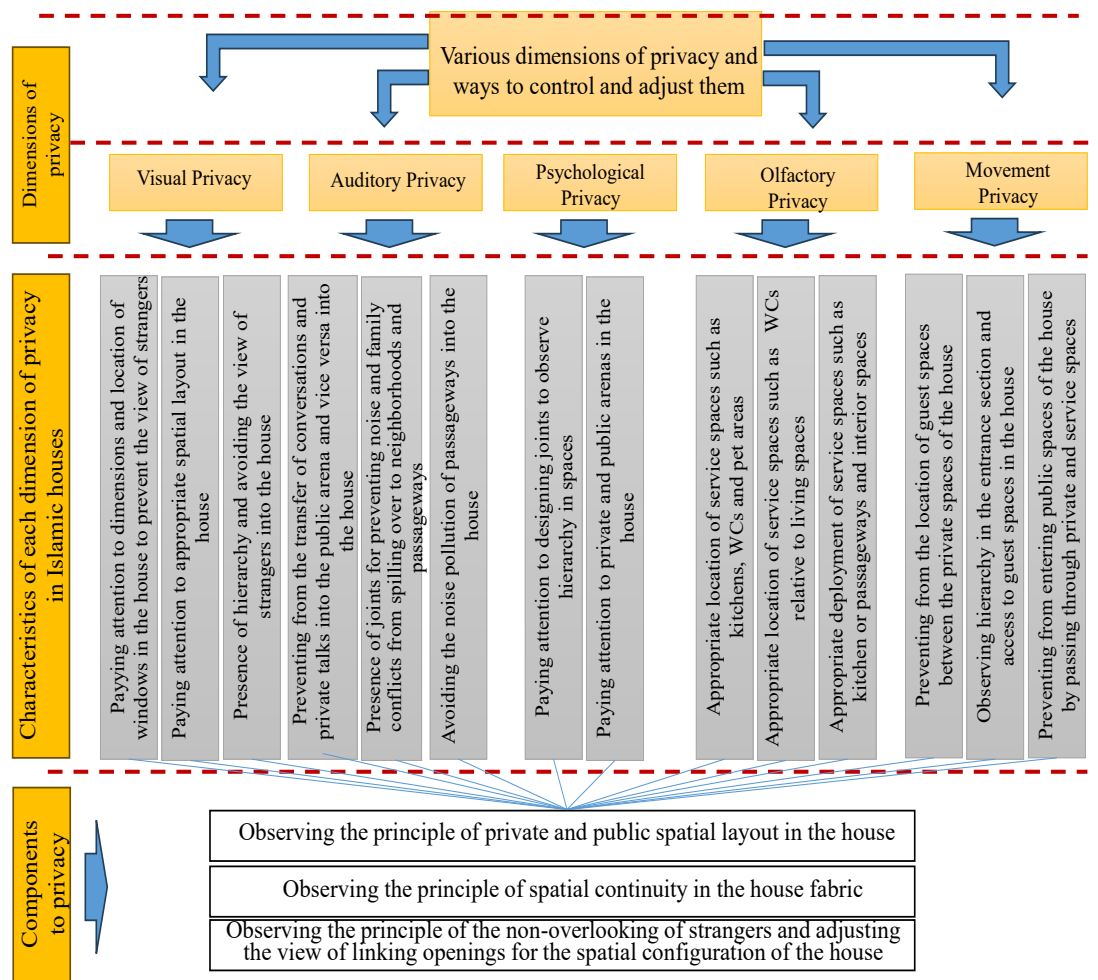 Various dimensions of privacy and
ways to control and adjust them
Dimensions of
privacy
Visual Privacy
Auditory Privacy
Psychological
Privacy
Olfactory
Privacy
Movement
Privacy
Characteristics of each dimension of privacy
in Islamic houses
Payying attention to dimensions and location of
windows in the house to prevent the view of strangers
Paying attention to appropriate spatial layout in the
house
Presence of hierarchy and avoiding the view of
strangers into the house
Preventing from the transfer of conversations and
private talks into the public arena and vice versa into
the house
Presence of joints for preventing noise and family
conflicts from spilling over to neighborhoods and
passageways
Avoiding the noise pollution of passageways into the
house
Paying attention to designing joints to observe
hierarchy in spaces
Paying attention to private and public areas in the
house
Appropriate location of service spaces such as
kitchens, WCs and pet areas
Appropriate location of service spaces such as WCs
relative to living spaces
Appropriate deployment of service spaces such as
kitchen or passageways and interior spaces
Preventing from the location of guest spaces
between the private spaces of the house
Observing hierarchy in the entrance section and
access to guest spaces in the house
Preventing from entering public spaces of the house
by passing through private and service spaces
Components
to privacy
Observing the principle of private and public spatial layout in the house
Observing the principle of spatial continuity in the house fabric
Observing the principle of the non-overlooking of strangers and adjusting
the view of linking openings for the spatial configuration of the house